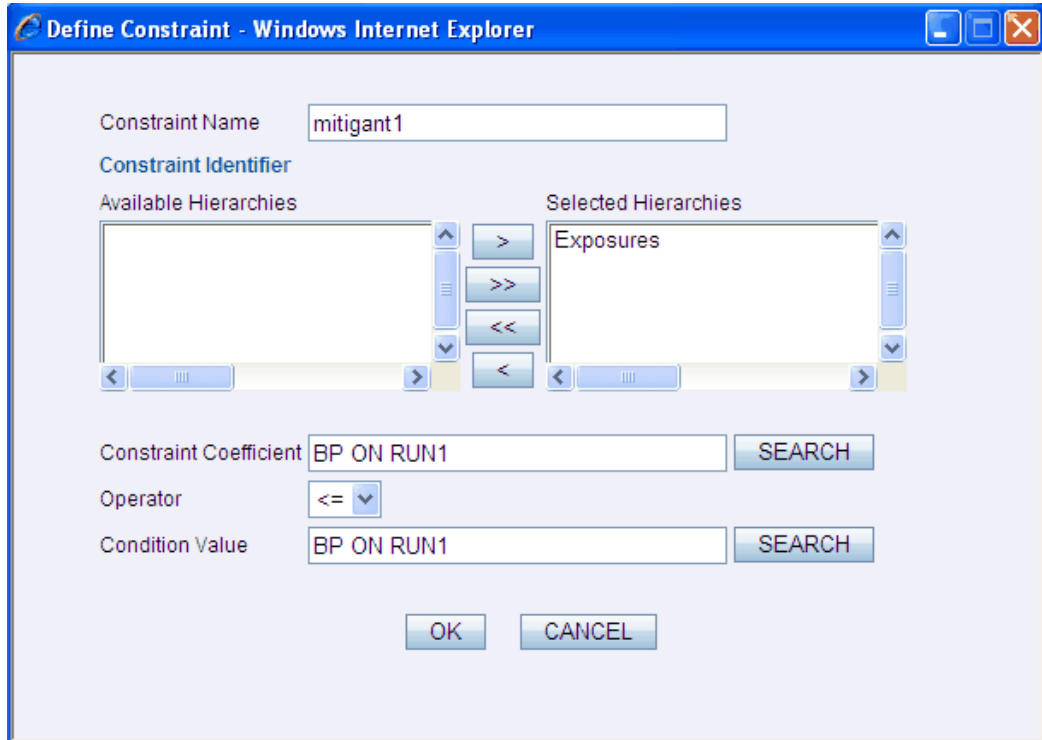 Define Constraint - Windows Internet Explorer
Constraint Name mitigant1
Constraint Identifier
Available Hierarchies Selected Hierarchies
> Exposures
>>
<<
<
Constraint Coefficient BP ON RUN1 SEARCH
Operator <=
Condition Value BP ON RUN1 SEARCH
OK CANCEL